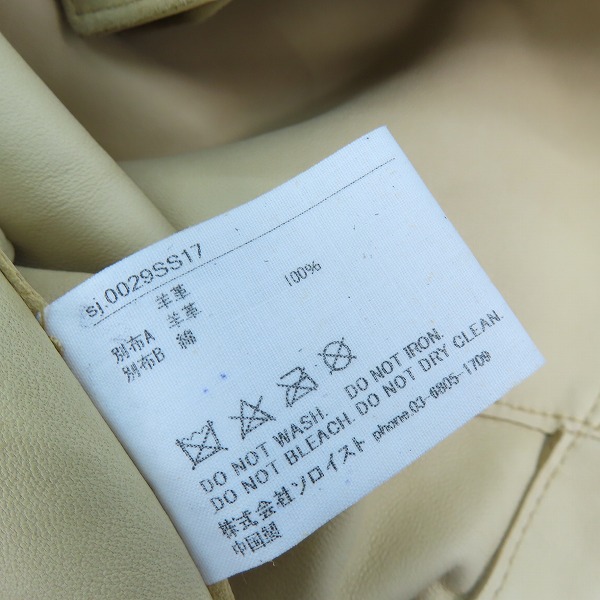 sj.0029SS17
羊革
別布A 羊革
別布B 綿 100%
DO NOT WASH. DO NOT IRON.
DO NOT BLEACH. DO NOT DRY CLEAN.
株式会社ソロイスト phone.03-6805-1709
中国製